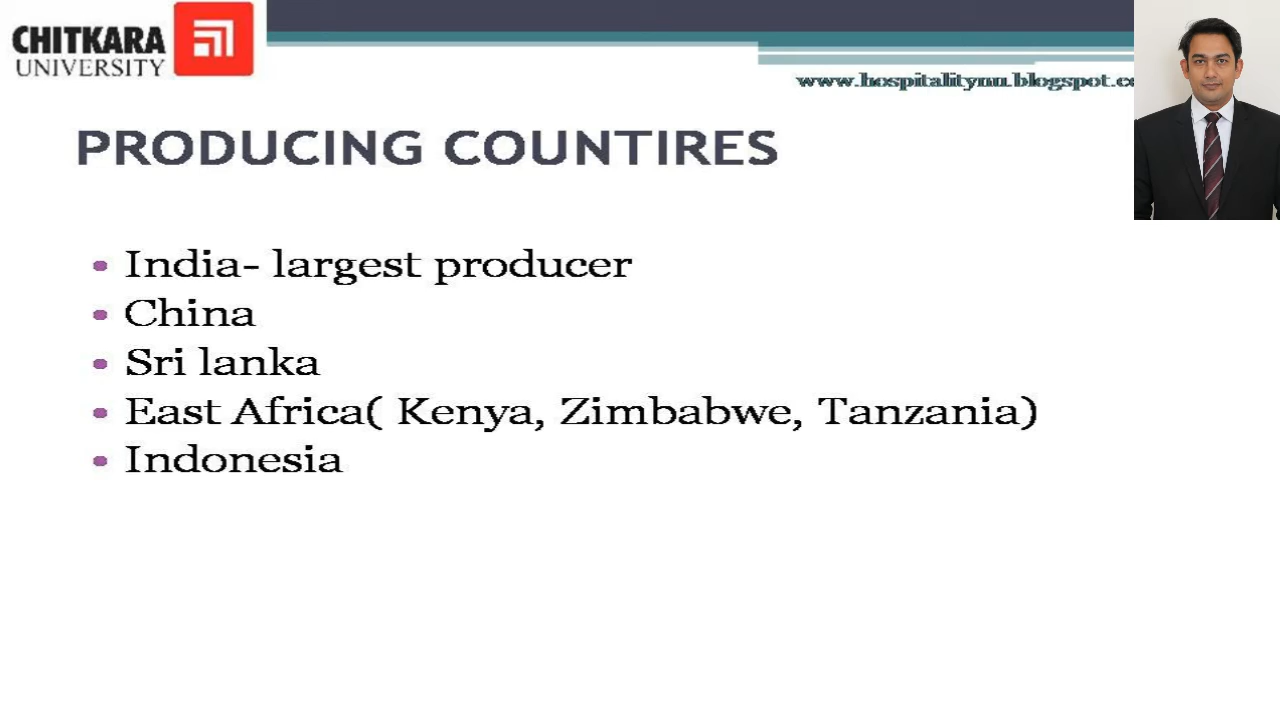 CHITKARA
UNIVERSITY
www.hospitalitynu.blogspot.co
PRODUCING COUNTIRES
• India- largest producer
• China
• Sri lanka
• East Africa( Kenya, Zimbabwe, Tanzania)
• Indonesia